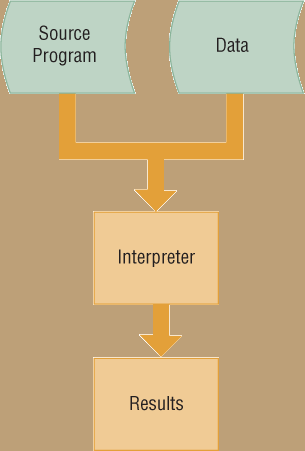 Source
Program
Data
Interpreter
Results